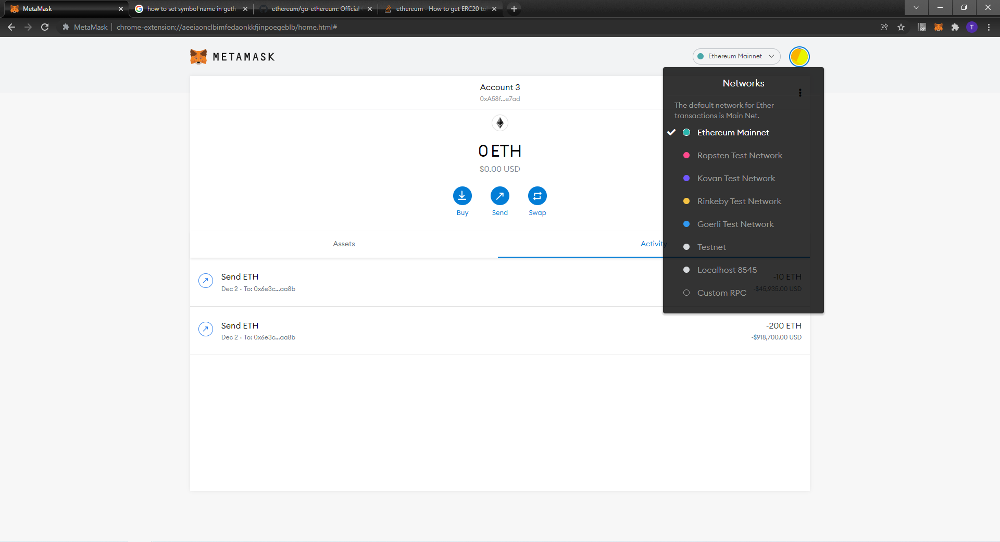 MetaMask
how to set symbol name in geth
ethereum/go-ethereum: Official
ethereum - How to get ERC20 to
MetaMask | chrome-extension://aeeiaonclbimfedaonkkfjinpoegeblb/home.html#
RP
T
METAMASK
Ethereum Mainnet
Account 3
0xA58f...e7ad
0 ETH
$0.00 USD
Buy
Send
Swap
Assets
Activity
Send ETH
Dec 2 · To: 0x6e3c...aa8b
-10 ETH
-$45,935.00 USD
Send ETH
Dec 2 · To: 0x6e3c...aa8b
-200 ETH
-$918,700.00 USD
Networks
The default network for Ether
transactions is Main Net.
Ethereum Mainnet
Ropsten Test Network
Kovan Test Network
Rinkeby Test Network
Goerli Test Network
Testnet
Localhost 8545
Custom RPC